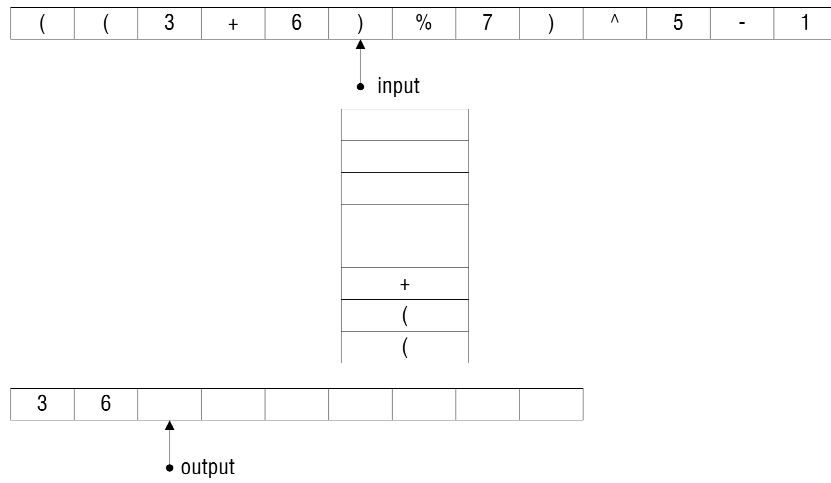 ( ( 3 + 6 ) % 7 ) ^ 5 - 1
input
+
(
(
3 6
output